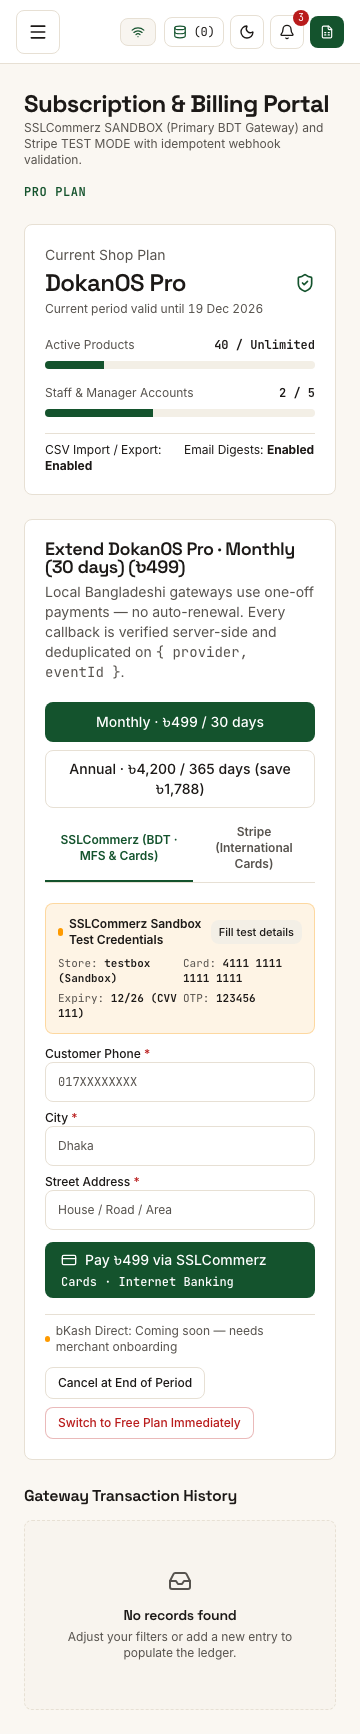 (0)
3
Subscription & Billing Portal
SSLCommerz SANDBOX (Primary BDT Gateway) and
Stripe TEST MODE with idempotent webhook
validation.
PRO PLAN
Current Shop Plan
DokanOS Pro
Current period valid until 19 Dec 2026
Active Products 40 / Unlimited
Staff & Manager Accounts 2 / 5
CSV Import / Export: Email Digests: Enabled
Enabled
Extend DokanOS Pro · Monthly
(30 days) (৳499)
Local Bangladeshi gateways use one-off
payments — no auto-renewal. Every
callback is verified server-side and
deduplicated on { provider,
eventId }.
Monthly · ৳499 / 30 days
Annual · ৳4,200 / 365 days (save
৳1,788)
SSLCommerz (BDT ·
MFS & Cards)
Stripe
(International
Cards)
SSLCommerz Sandbox
Test Credentials
Fill test details
Store: testbox
(Sandbox)
Card: 4111 1111
1111 1111
Expiry: 12/26 (CVV
111)
OTP: 123456
Customer Phone *
017XXXXXXXX
City *
Dhaka
Street Address *
House / Road / Area
Pay ৳499 via SSLCommerz
Cards · Internet Banking
bKash Direct: Coming soon — needs
merchant onboarding
Cancel at End of Period
Switch to Free Plan Immediately
Gateway Transaction History
No records found
Adjust your filters or add a new entry to
populate the ledger.